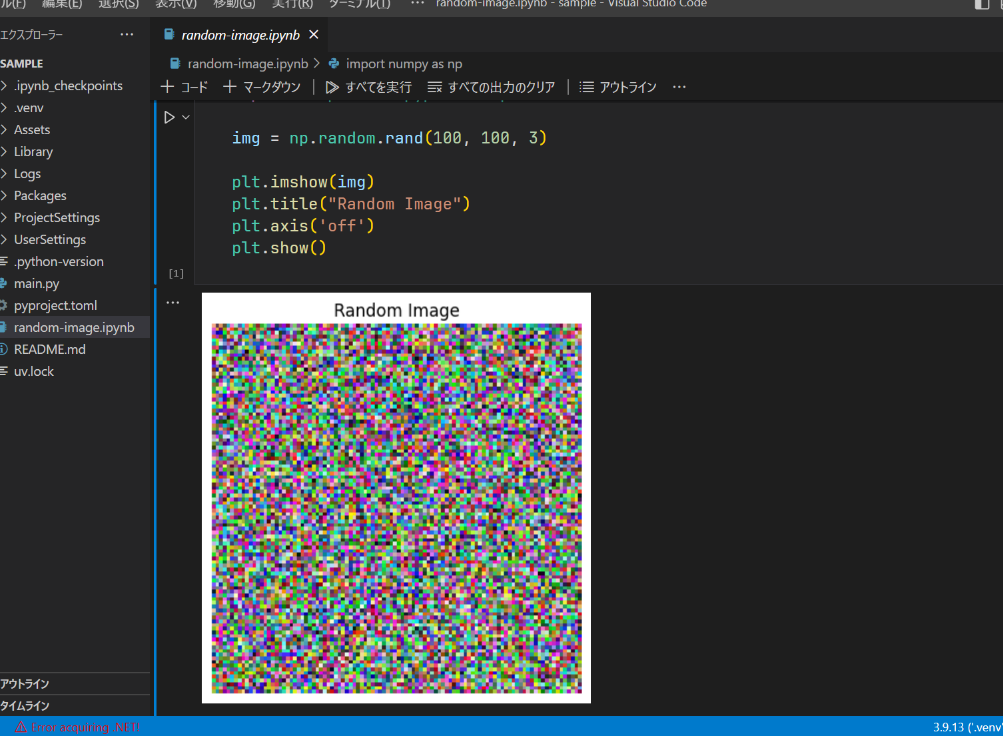 ル(F) 編集(E) 選択(S) 表示(V) 移動(G) 実行(R) ターミナル(T) ··· random-image.ipynb - sample - Visual Studio Code
エクスプローラー ···
random-image.ipynb ×
SAMPLE
random-image.ipynb > import numpy as np
> .ipynb_checkpoints
+ コード + マークダウン | すべてを実行 すべての出力のクリア | アウトライン ···
> .venv
> Assets
> Library
> Logs
> Packages
> ProjectSettings
> UserSettings
.python-version
main.py
pyproject.toml
random-image.ipynb
README.md
uv.lock
img = np.random.rand(100, 100, 3)
plt.imshow(img)
plt.title("Random Image")
plt.axis('off')
plt.show()
[1]
···
Random Image
アウトライン
タイムライン
Error acquiring .NET!
3.9.13 ('.venv'